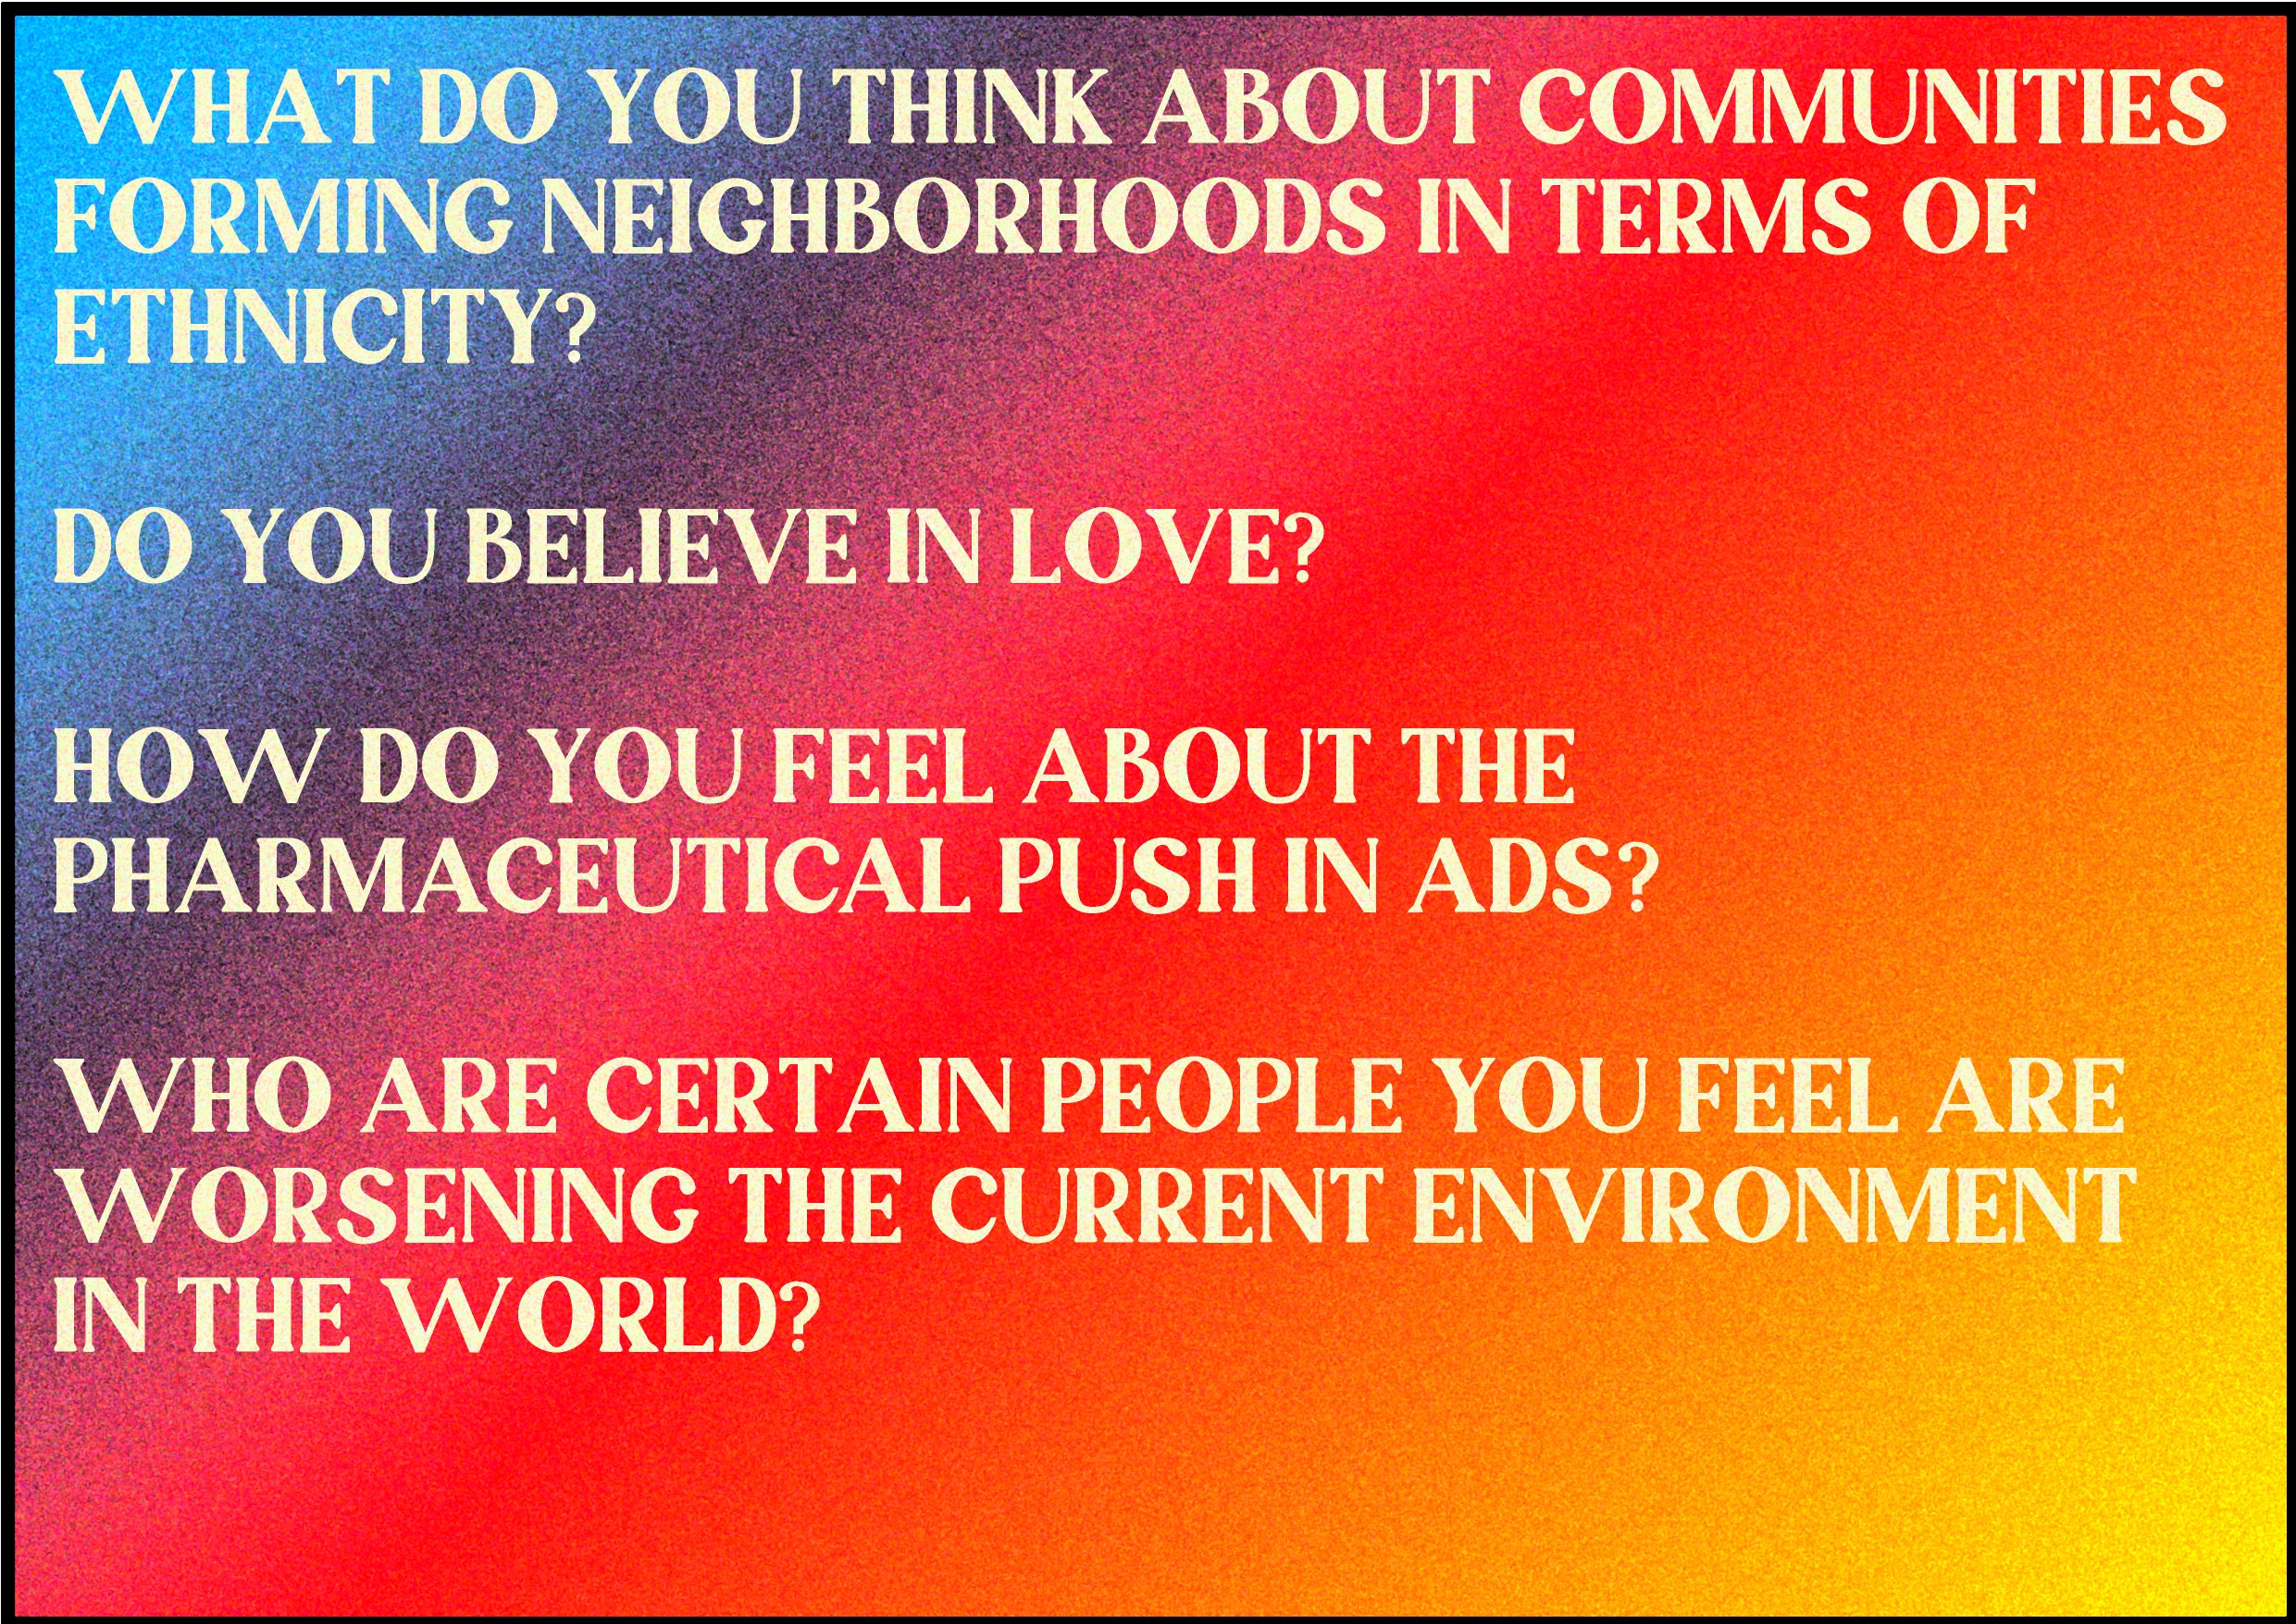 WHAT DO YOU THINK ABOUT COMMUNITIES
FORMING NEIGHBORHOODS IN TERMS OF
ETHNICITY?
DO YOU BELIEVE IN LOVE?
HOW DO YOU FEEL ABOUT THE
PHARMACEUTICAL PUSH IN ADS?
WHO ARE CERTAIN PEOPLE YOU FEEL ARE
WORSENING THE CURRENT ENVIRONMENT
IN THE WORLD?